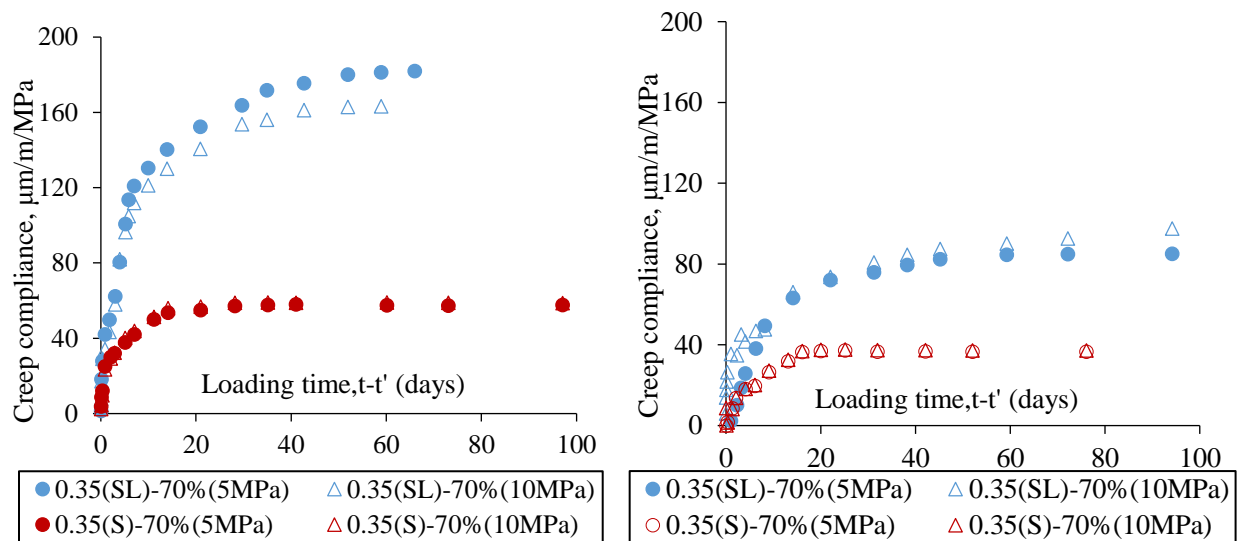 Creep compliance, µm/m/MPa
200
160
120
80
40
0
Loading time,t-t' (days)
0 20 40 60 80 100
0.35(SL)-70%(5MPa) 0.35(SL)-70%(10MPa)
0.35(S)-70%(5MPa) 0.35(S)-70%(10MPa)
Creep compliance, µm/m/MPa
200
160
120
80
40
0
Loading time,t-t' (days)
0 20 40 60 80 100
0.35(SL)-70%(5MPa) 0.35(SL)-70%(10MPa)
0.35(S)-70%(5MPa) 0.35(S)-70%(10MPa)